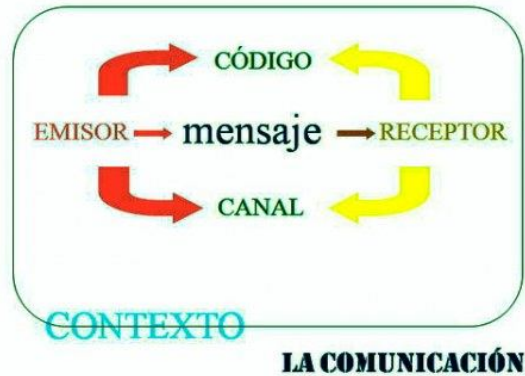 CÓDIGO
EMISOR mensaje RECEPTOR
CANAL
CONTEXTO
LA COMUNICACIÓN